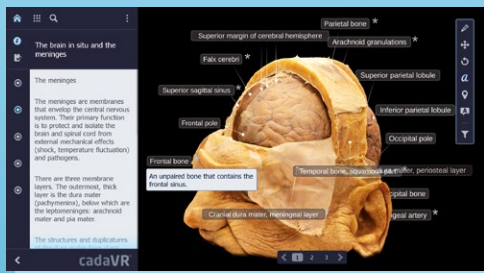 The brain in situ and the
meninges
The meninges
The meninges are membranes
that envelop the central nervous
system. Their primary function
is to protect and isolate the
brain and spinal cord from
external mechanical effects
(shock, temperature fluctuation)
and pathogens.
There are three membrane
layers. The outermost, thick
layer is the dura mater
(pachymeninx), below which are
the leptomeninges: arachnoid
mater and pia mater.
The structures and duplicatures
cadaVR
Parietal bone *
Superior margin of cerebral hemisphere
Arachnoid granulations *
Falx cerebri *
Superior parietal lobule
Superior sagittal sinus *
Inferior parietal lobule
Frontal pole
Occipital pole
Frontal bone
An unpaired bone that contains the
frontal sinus.
Temporal bone, squamous
mater, periosteal layer
Cranial dura mater, meningeal layer
bone
artery *
1 2 3 4 5